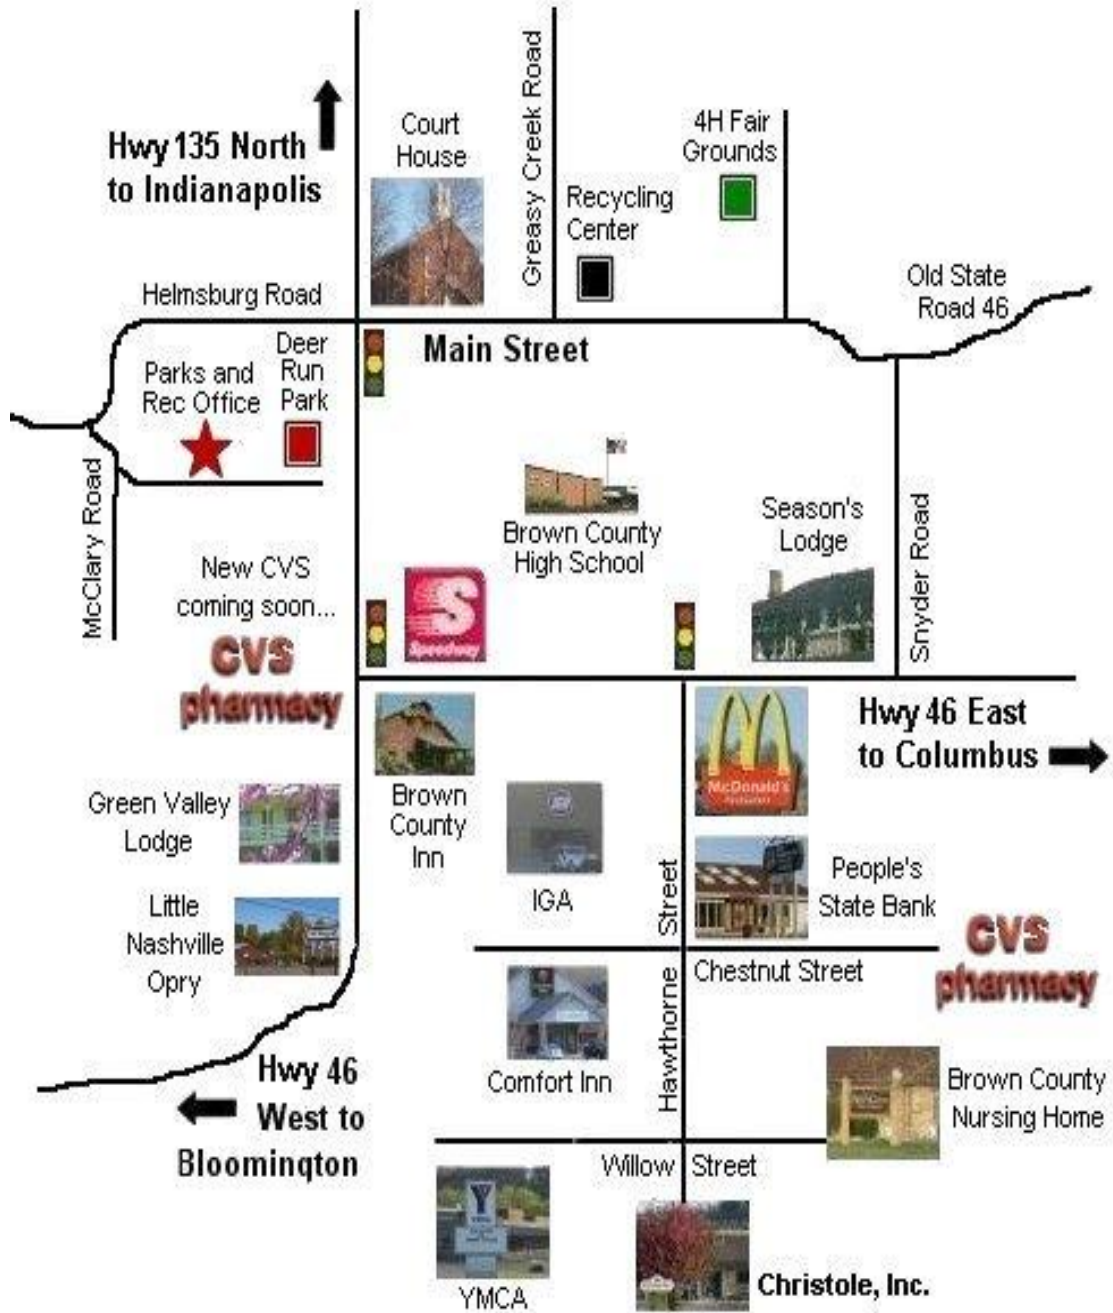 Hwy 135 North
to Indianapolis
Court
House
Greasy Creek Road
4H Fair
Grounds
Recycling
Center
Old State
Road 46
Helmsburg Road
Main Street
Deer
Run
Park
Parks and
Rec Office
McClary Road
Brown County
High School
Season's
Lodge
Snyder Road
New CVS
coming soon...
CVS
pharmacy
S
Speedway
Hwy 46 East
to Columbus
McDonald's
Brown
County
Inn
IGA
Green Valley
Lodge
People's
State Bank
Little
Nashville
Opry
Hawthorne Street
Chestnut Street
CVS
pharmacy
Comfort Inn
Hwy 46
West to
Bloomington
Brown County
Nursing Home
Willow Street
Y
YMCA
Christole, Inc.